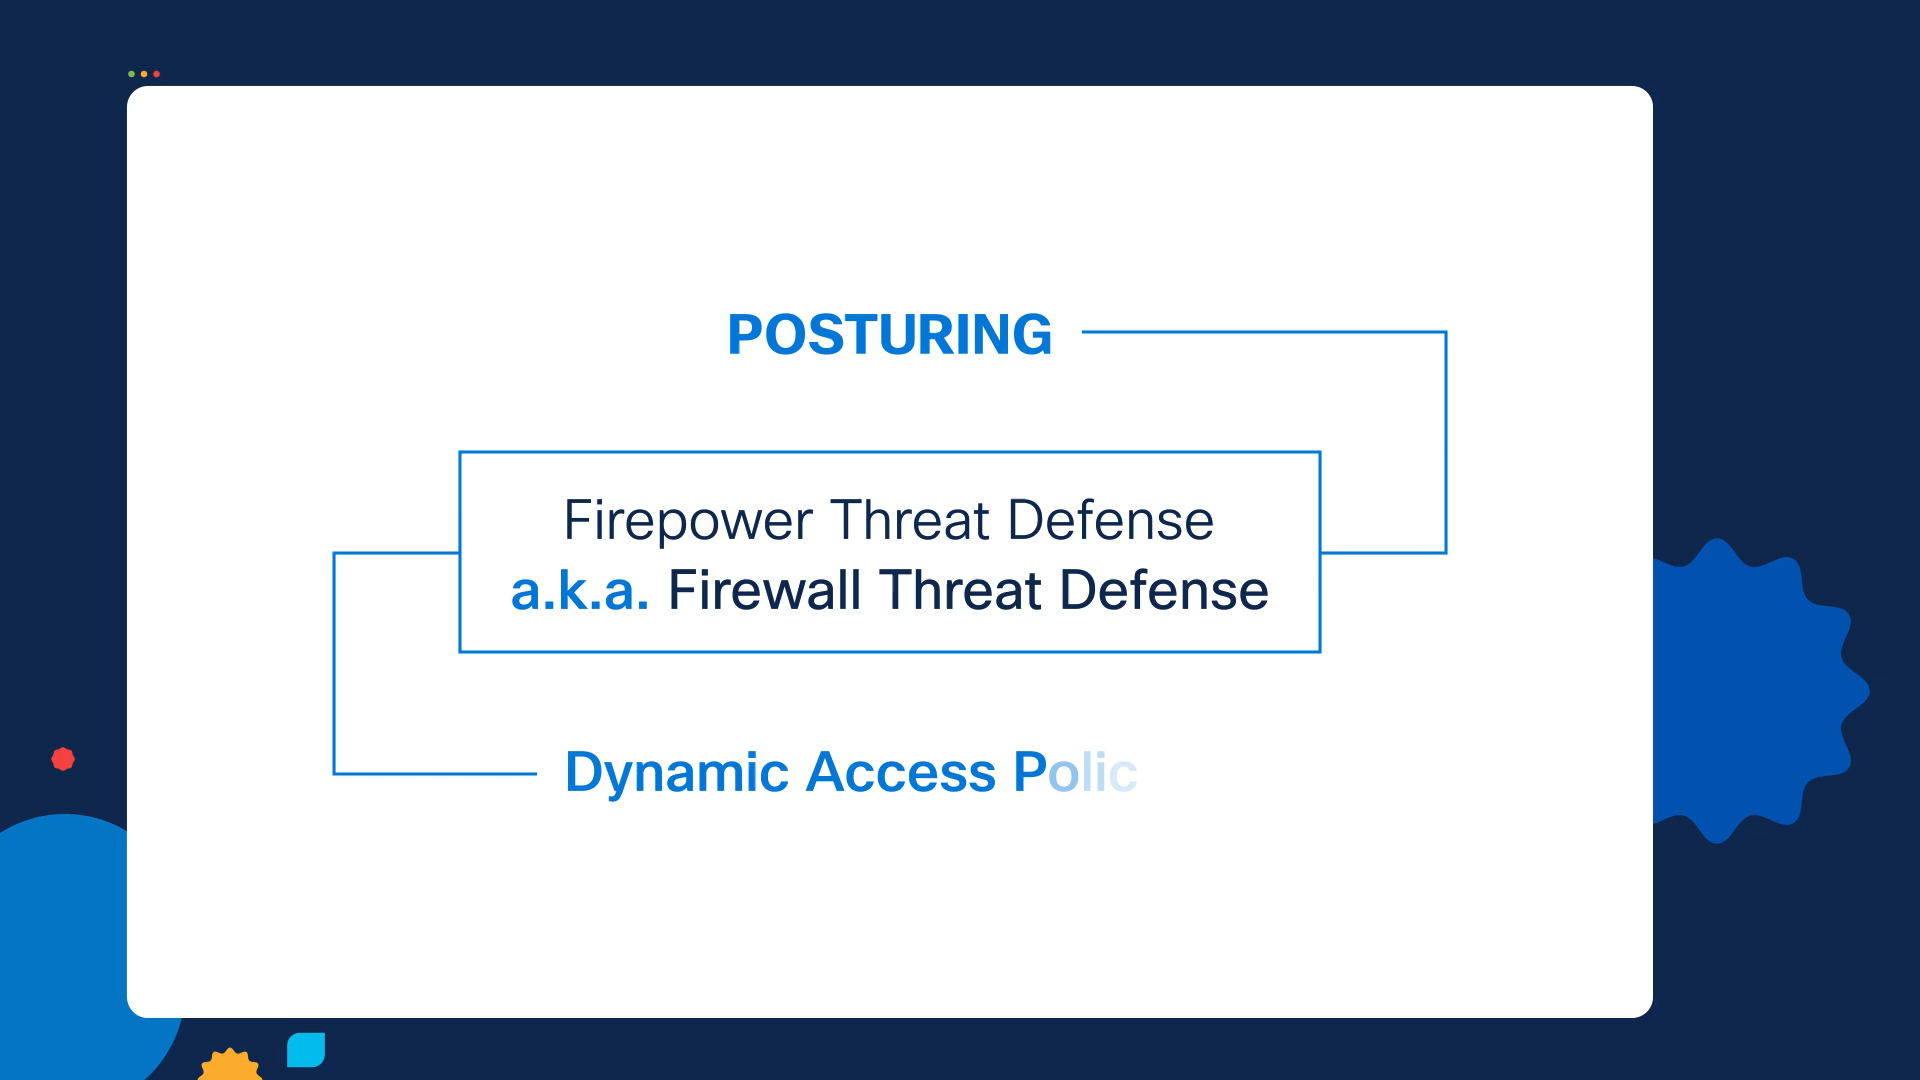 POSTURING
Firepower Threat Defense
a.k.a. Firewall Threat Defense
Dynamic Access Polic